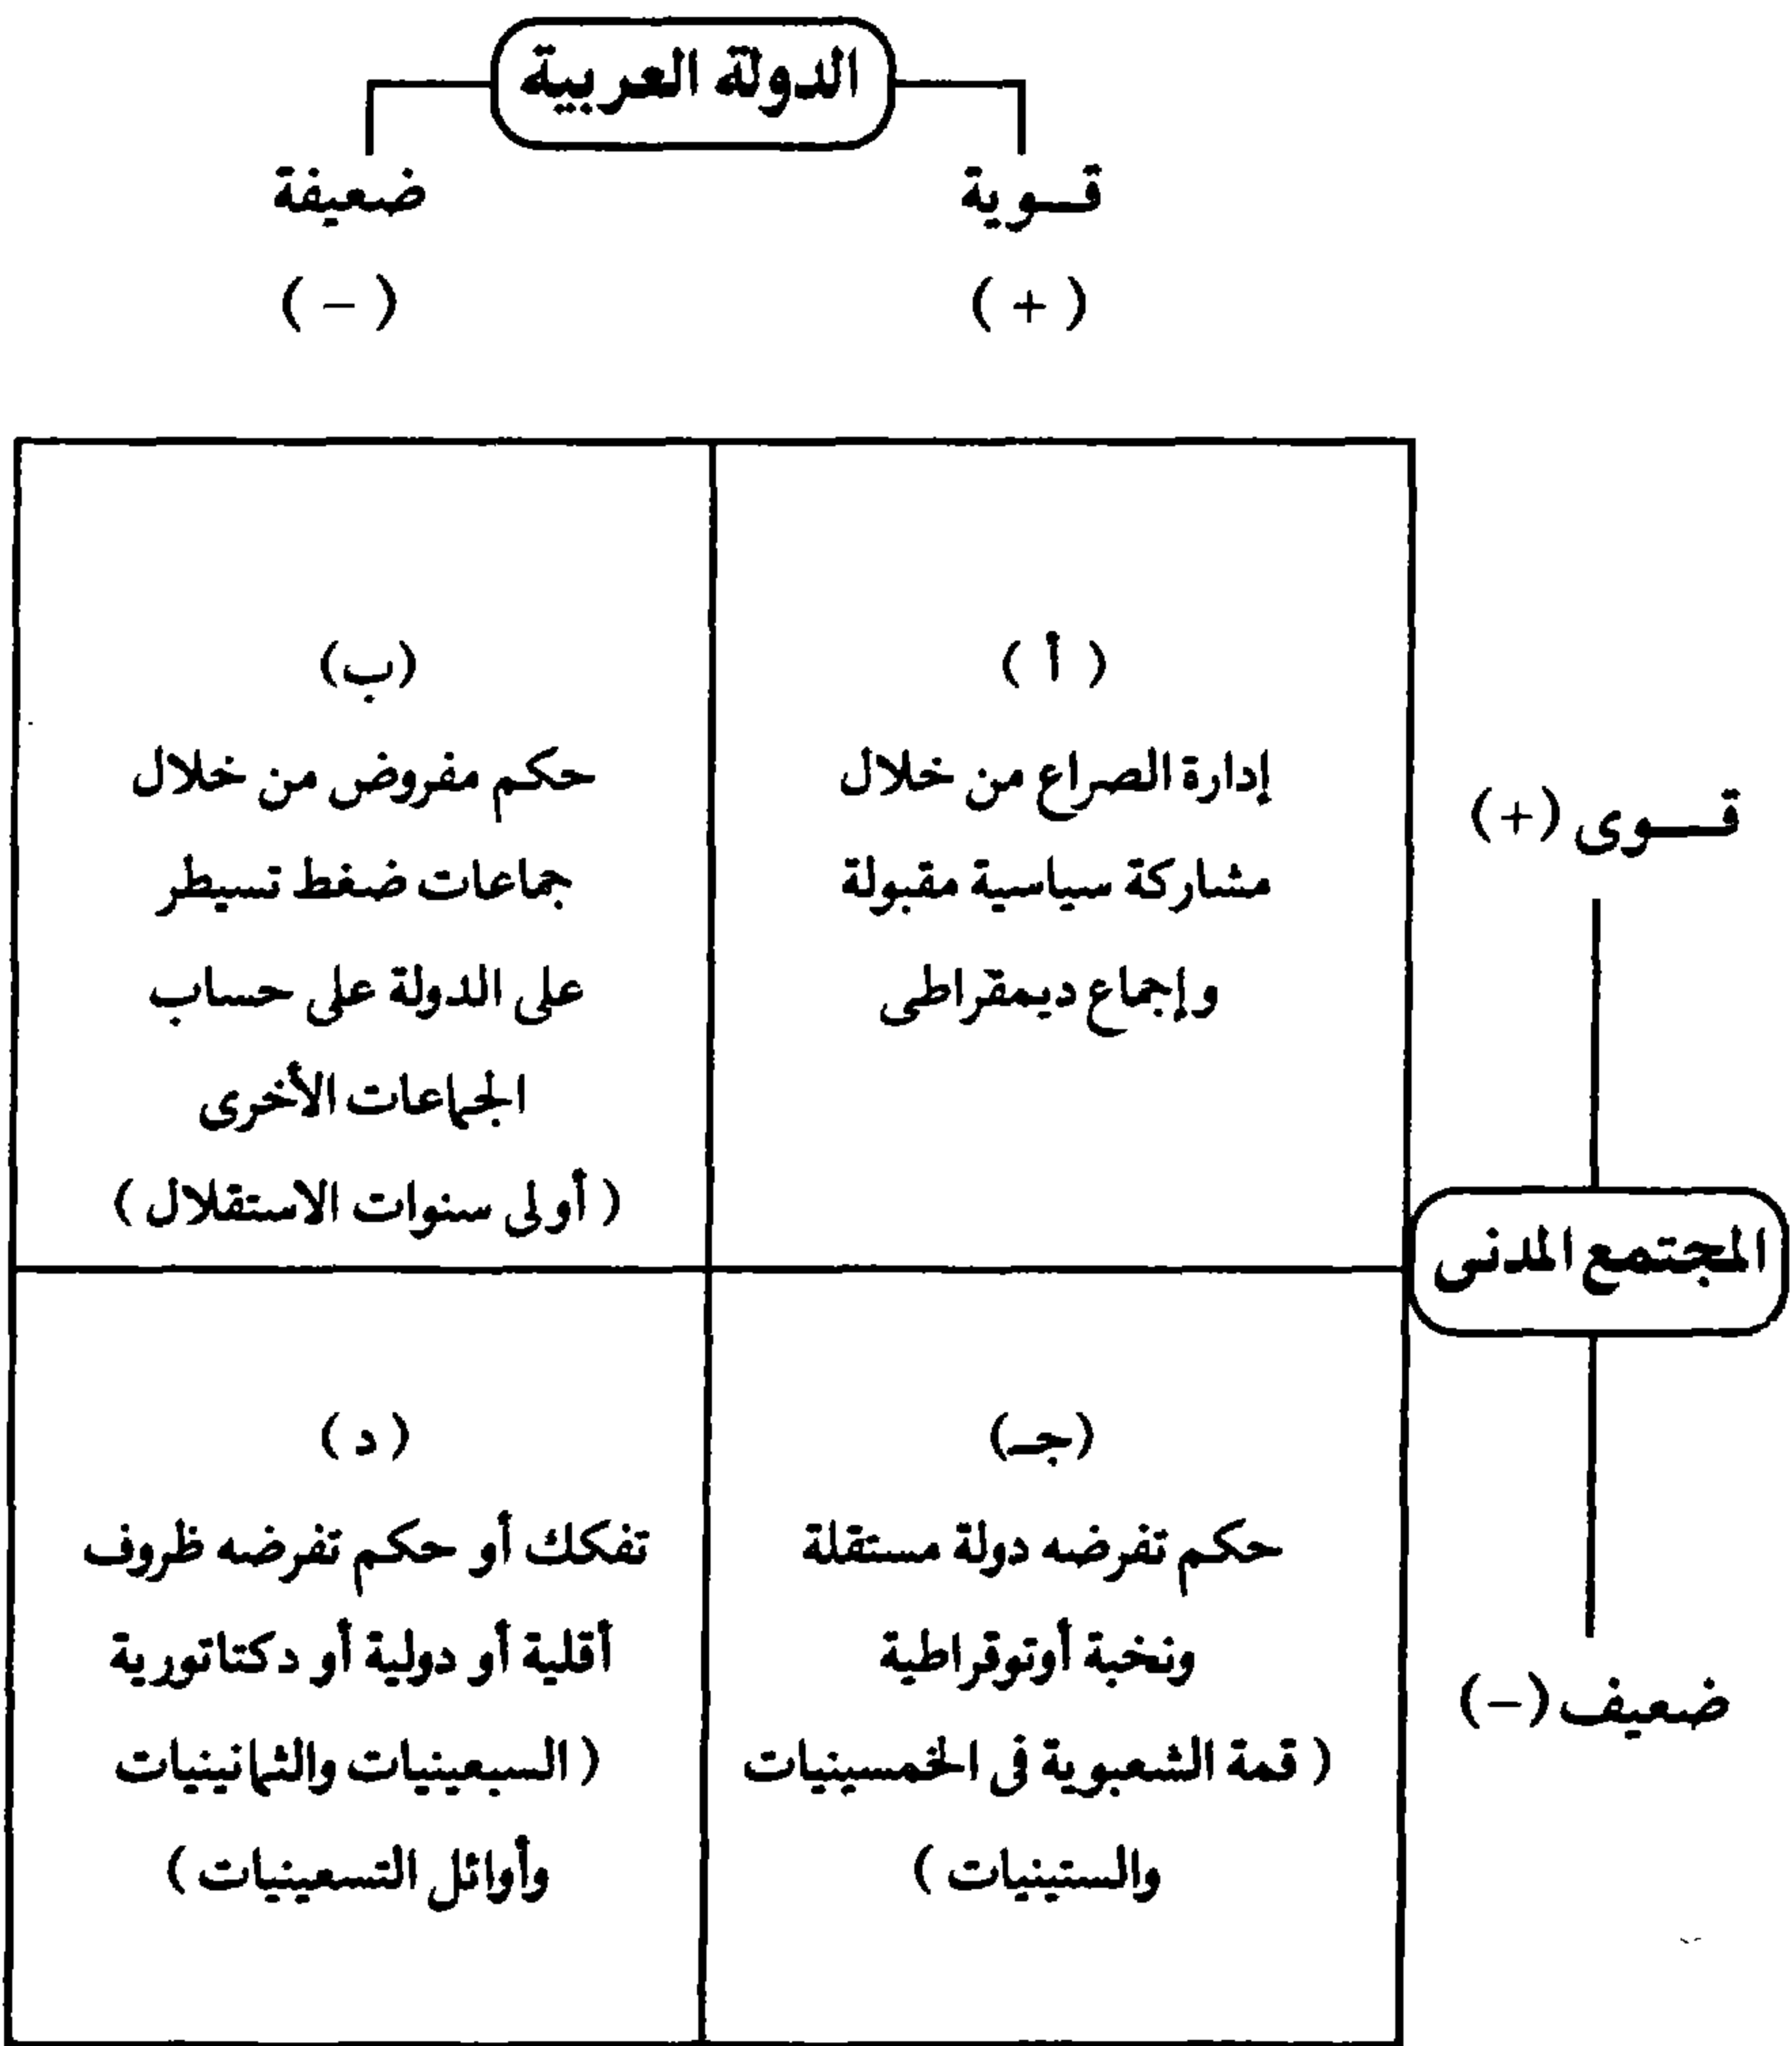 الدولة العربية
قـوية
ضعيفة
( + )
( – )
( أ )
إدارة الصراع من خلال
مشاركة سياسية مقبولة
وإجماع ديمقراطى
(ب)
حكم مفروض من خلال
جماعات ضغط تسيطر
على الدولة على حساب
الجماعات الأخرى
( أولى سنوات الاستقلال )
قـــوى (+)
المجتمع المدنى
ضعيف (–)
(جـ)
حكم تفرضه دولة مستقلة
ونخبة أوتوقراطية
( قمة الشعبوية فى الخمسينيات
والستينيات )
( د )
تفكك أو حكم تفرضه ظروف
أقلية أو دولية أو دكتاتورية
( السبعينيات والثمانينيات
وأوائل التسعينيات )